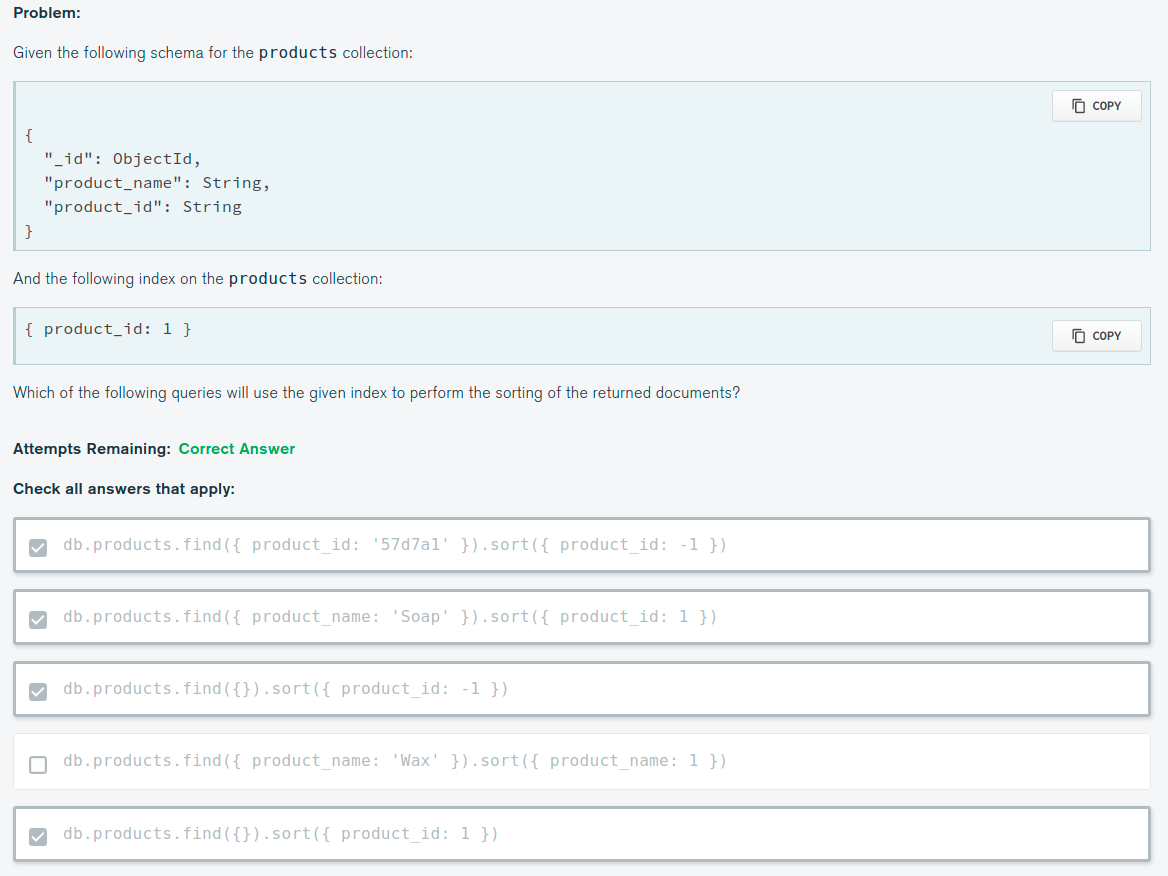 Problem:
Given the following schema for the products collection:
COPY
{
"_id": ObjectId,
"product_name": String,
"product_id": String
}
And the following index on the products collection:
{ product_id: 1 }
COPY
Which of the following queries will use the given index to perform the sorting of the returned documents?
Attempts Remaining: Correct Answer
Check all answers that apply:
db.products.find({ product_id: '57d7a1' }).sort({ product_id: -1 })
db.products.find({ product_name: 'Soap' }).sort({ product_id: 1 })
db.products.find({}).sort({ product_id: -1 })
db.products.find({ product_name: 'Wax' }).sort({ product_name: 1 })
db.products.find({}).sort({ product_id: 1 })